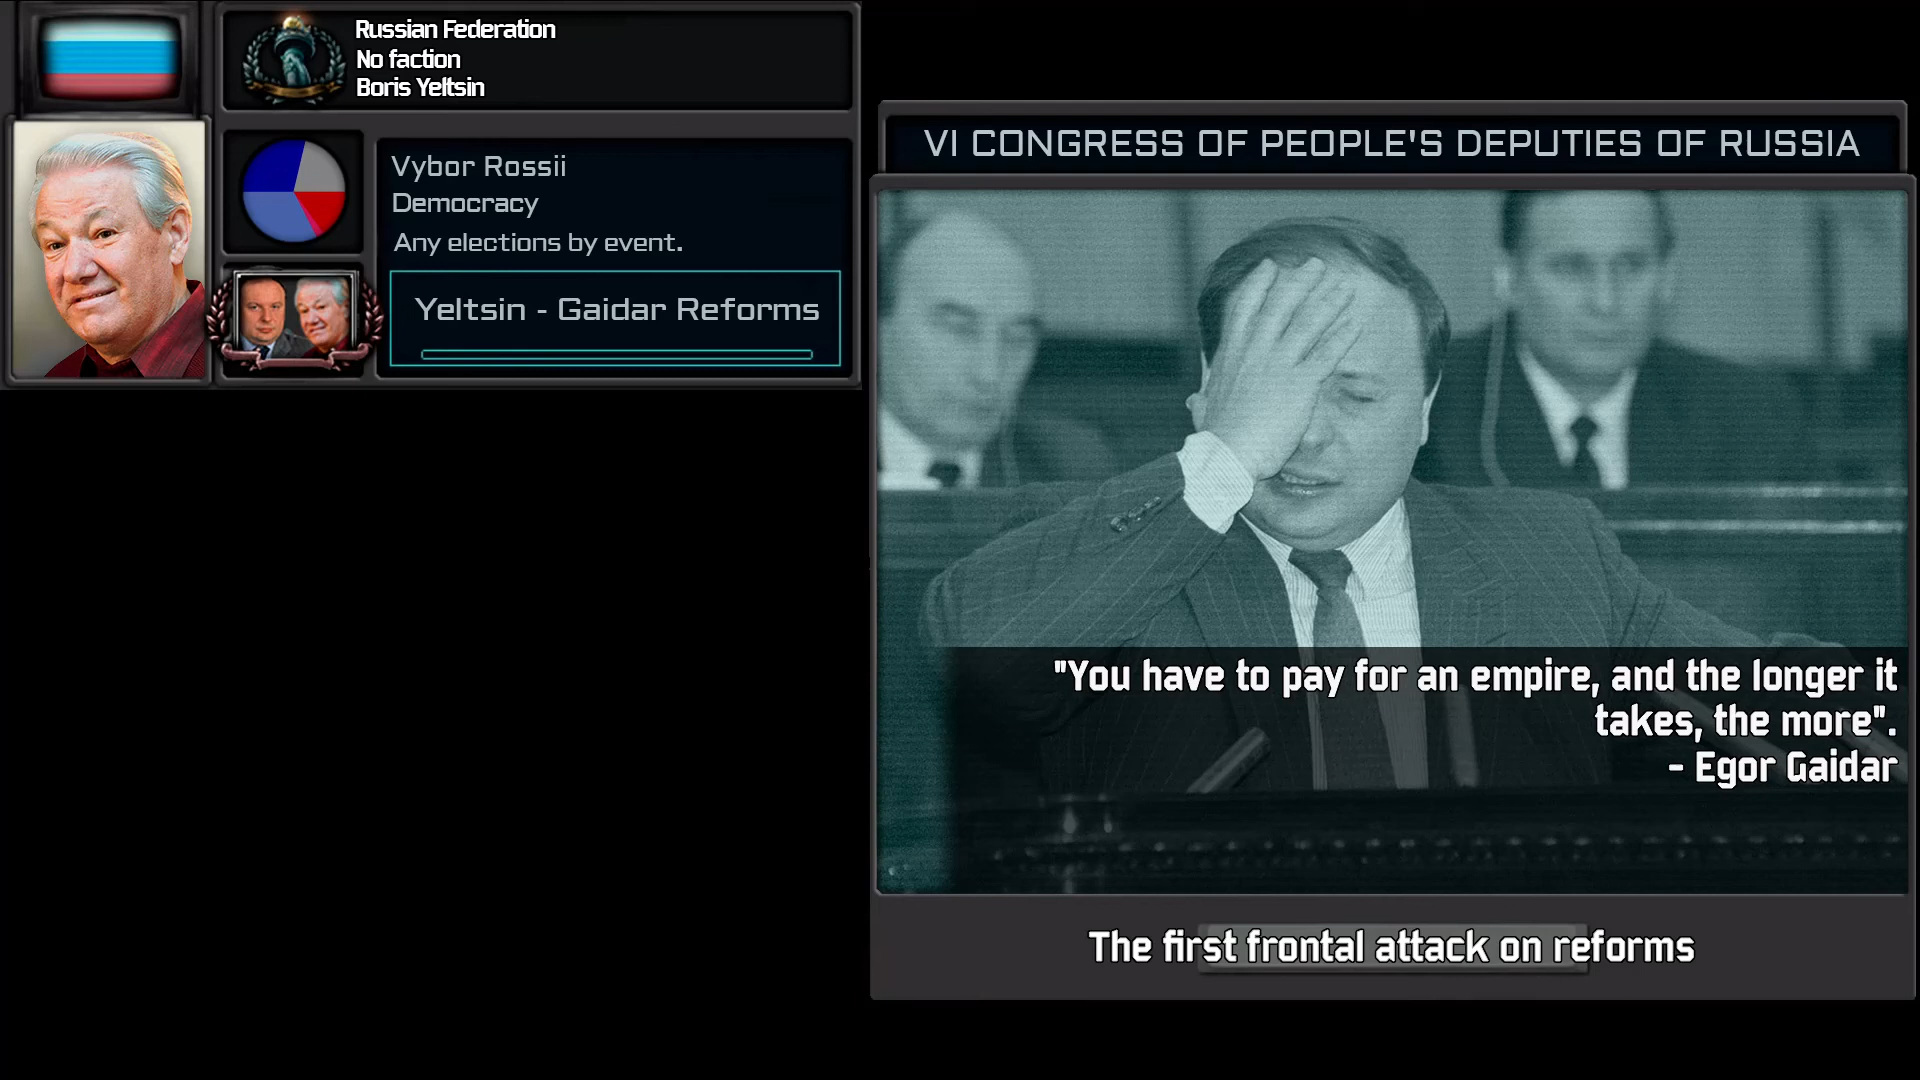 Russian Federation
No faction
Boris Yeltsin
Vybor Rossii
Democracy
Any elections by event.
Yeltsin - Gaidar Reforms
VI CONGRESS OF PEOPLE'S DEPUTIES OF RUSSIA
"You have to pay for an empire, and the longer it
takes, the more".
- Egor Gaidar
The first frontal attack on reforms